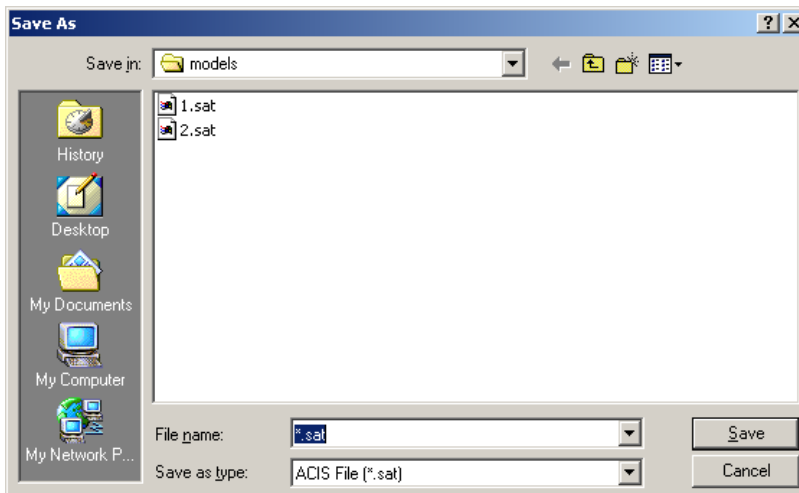 Save As
Save in: models
1.sat
2.sat
History
Desktop
My Documents
My Computer
My Network P...
File name: *.sat
Save
Save as type: ACIS File (*.sat)
Cancel